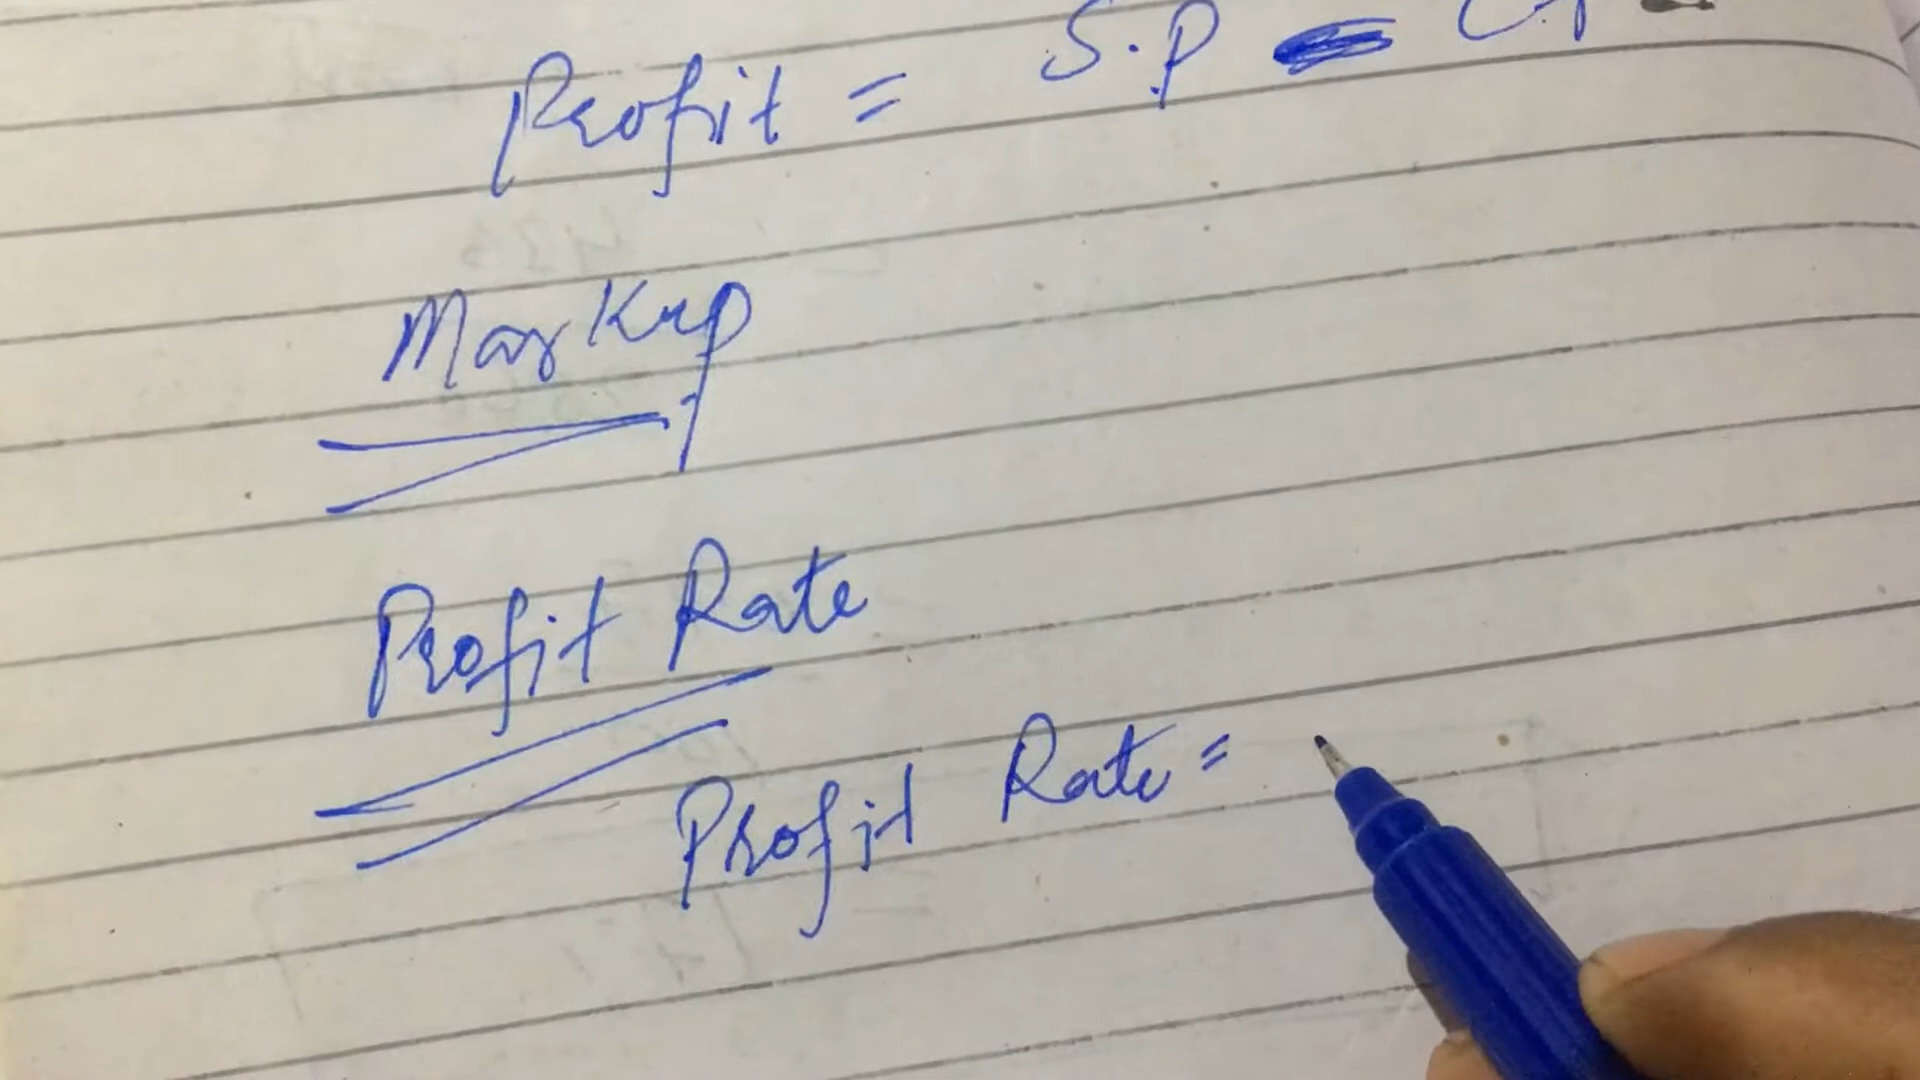 Profit = S.P -
Markup
Profit Rate
Profit Rate =